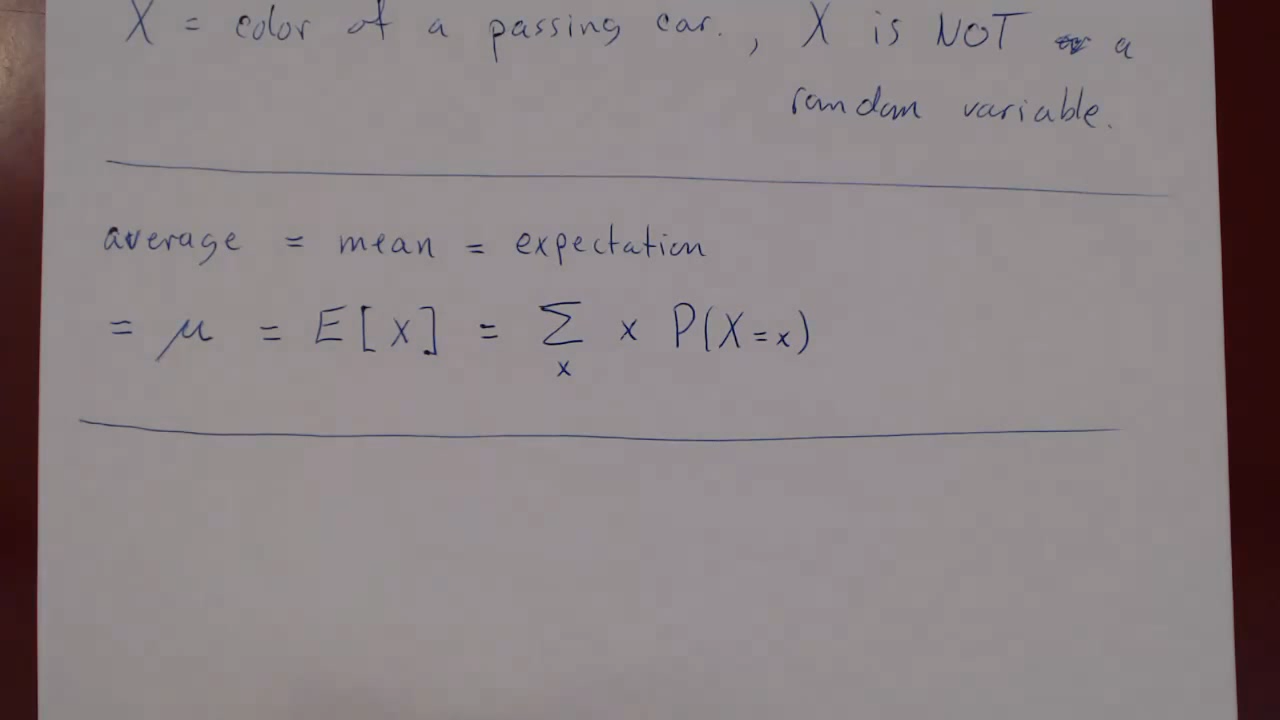 X = color of a passing car. , X is NOT a
random variable.
average = mean = expectation
= μ = E[X] = ∑ₓ x P(X=x)